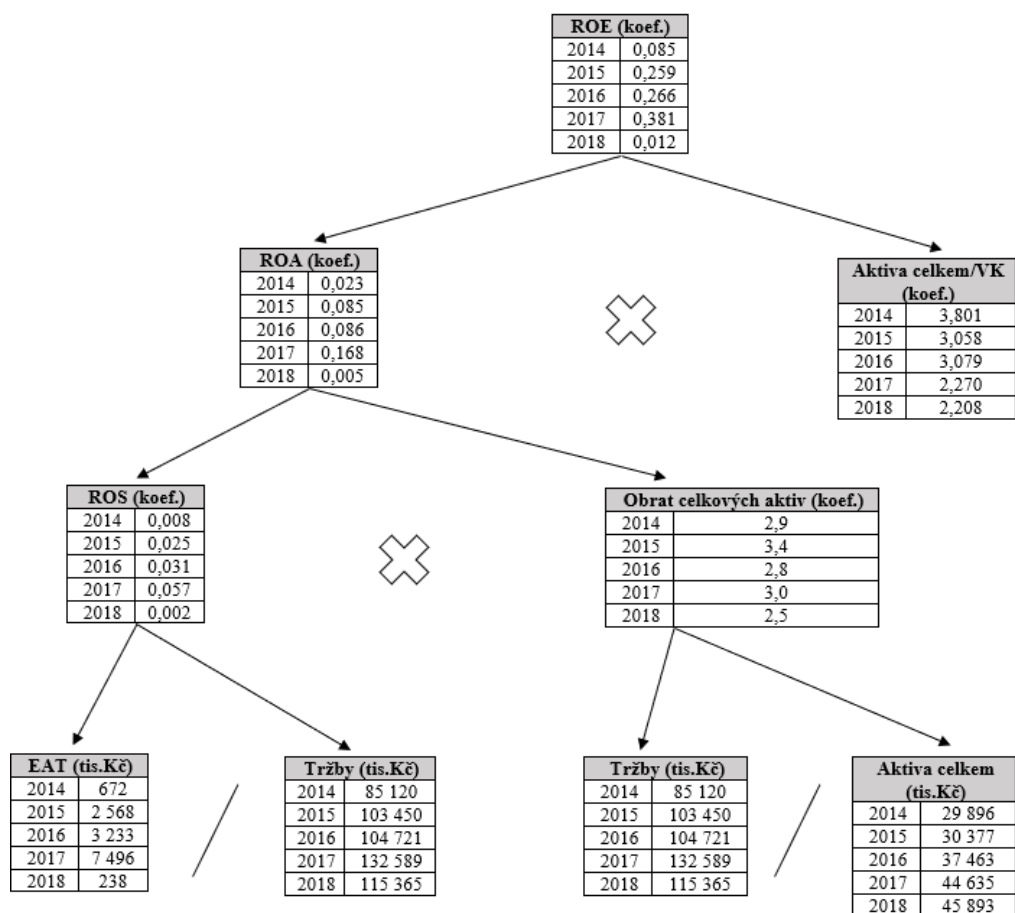 ROE (koef.)
2014 0,085
2015 0,259
2016 0,266
2017 0,381
2018 0,012
ROA (koef.)
2014 0,023
2015 0,085
2016 0,086
2017 0,168
2018 0,005
Aktiva celkem/VK
(koef.)
2014 3,801
2015 3,058
2016 3,079
2017 2,270
2018 2,208
ROS (koef.)
2014 0,008
2015 0,025
2016 0,031
2017 0,057
2018 0,002
Obrat celkových aktiv (koef.)
2014 2,9
2015 3,4
2016 2,8
2017 3,0
2018 2,5
EAT (tis.Kč)
2014 672
2015 2 568
2016 3 233
2017 7 496
2018 238
Tržby (tis.Kč)
2014 85 120
2015 103 450
2016 104 721
2017 132 589
2018 115 365
Tržby (tis.Kč)
2014 85 120
2015 103 450
2016 104 721
2017 132 589
2018 115 365
Aktiva celkem
(tis.Kč)
2014 29 896
2015 30 377
2016 37 463
2017 44 635
2018 45 893